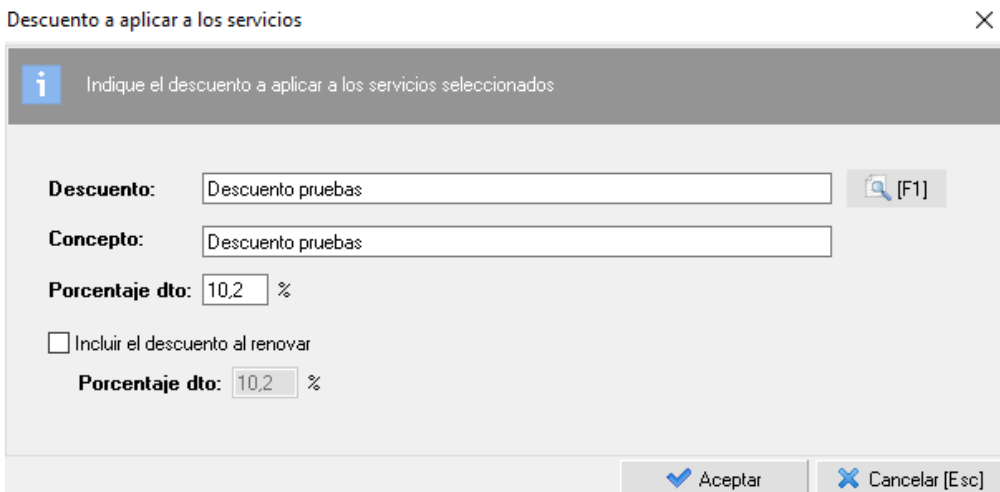 Descuento a aplicar a los servicios
Indique el descuento a aplicar a los servicios seleccionados
Descuento: Descuento pruebas [F1]
Concepto: Descuento pruebas
Porcentaje dto: 10,2 %
Incluir el descuento al renovar
Porcentaje dto: 10,2 %
Aceptar Cancelar [Esc]